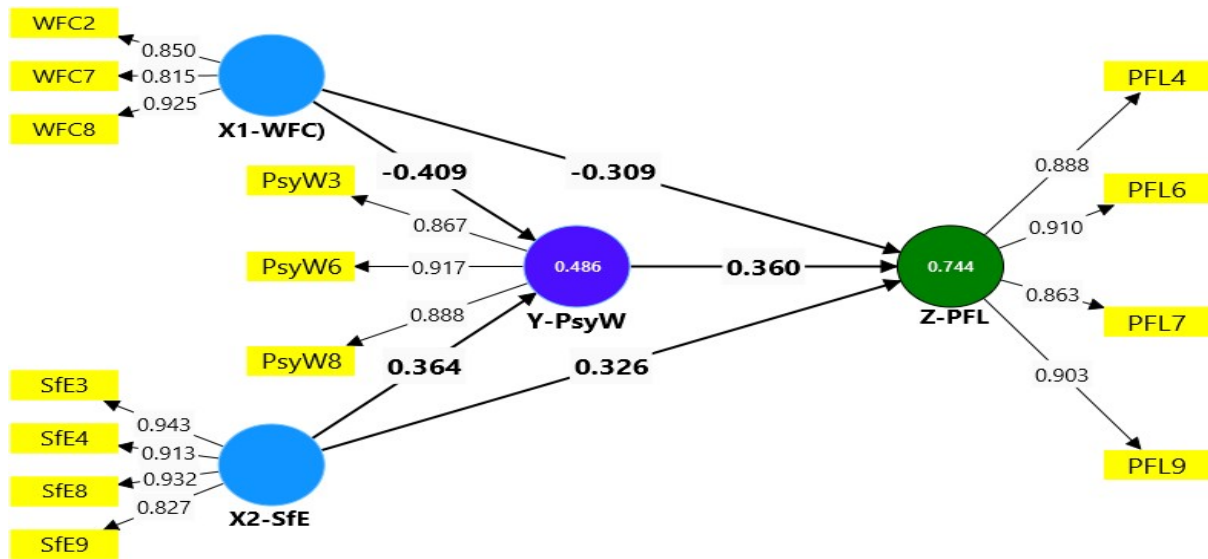 WFC2
0.850
WFC7
0.815
WFC8
0.925
X1-WFC)
-0.409
-0.309
PsyW3
0.867
PsyW6
0.917
PsyW8
0.888
0.486
Y-PsyW
0.360
0.364
0.326
SfE3
0.943
SfE4
0.913
SfE8
0.932
SfE9
0.827
X2-SfE
0.744
Z-PFL
PFL4
0.888
PFL6
0.910
PFL7
0.863
PFL9
0.903